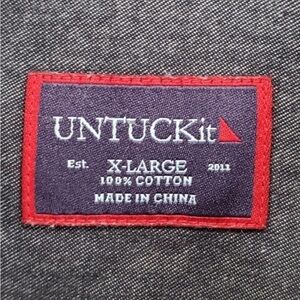 UNTUCKit
Est. X-LARGE 2011
100% COTTON
MADE IN CHINA